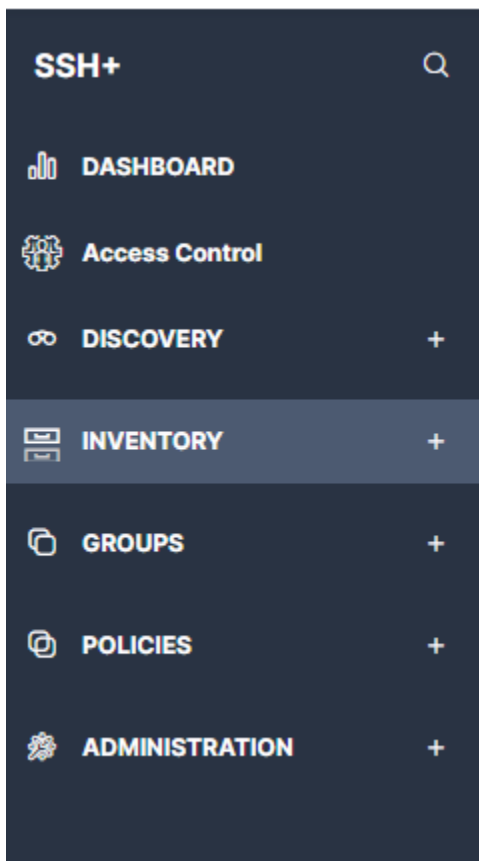 SSH+
DASHBOARD
Access Control
DISCOVERY +
INVENTORY +
GROUPS +
POLICIES +
ADMINISTRATION +